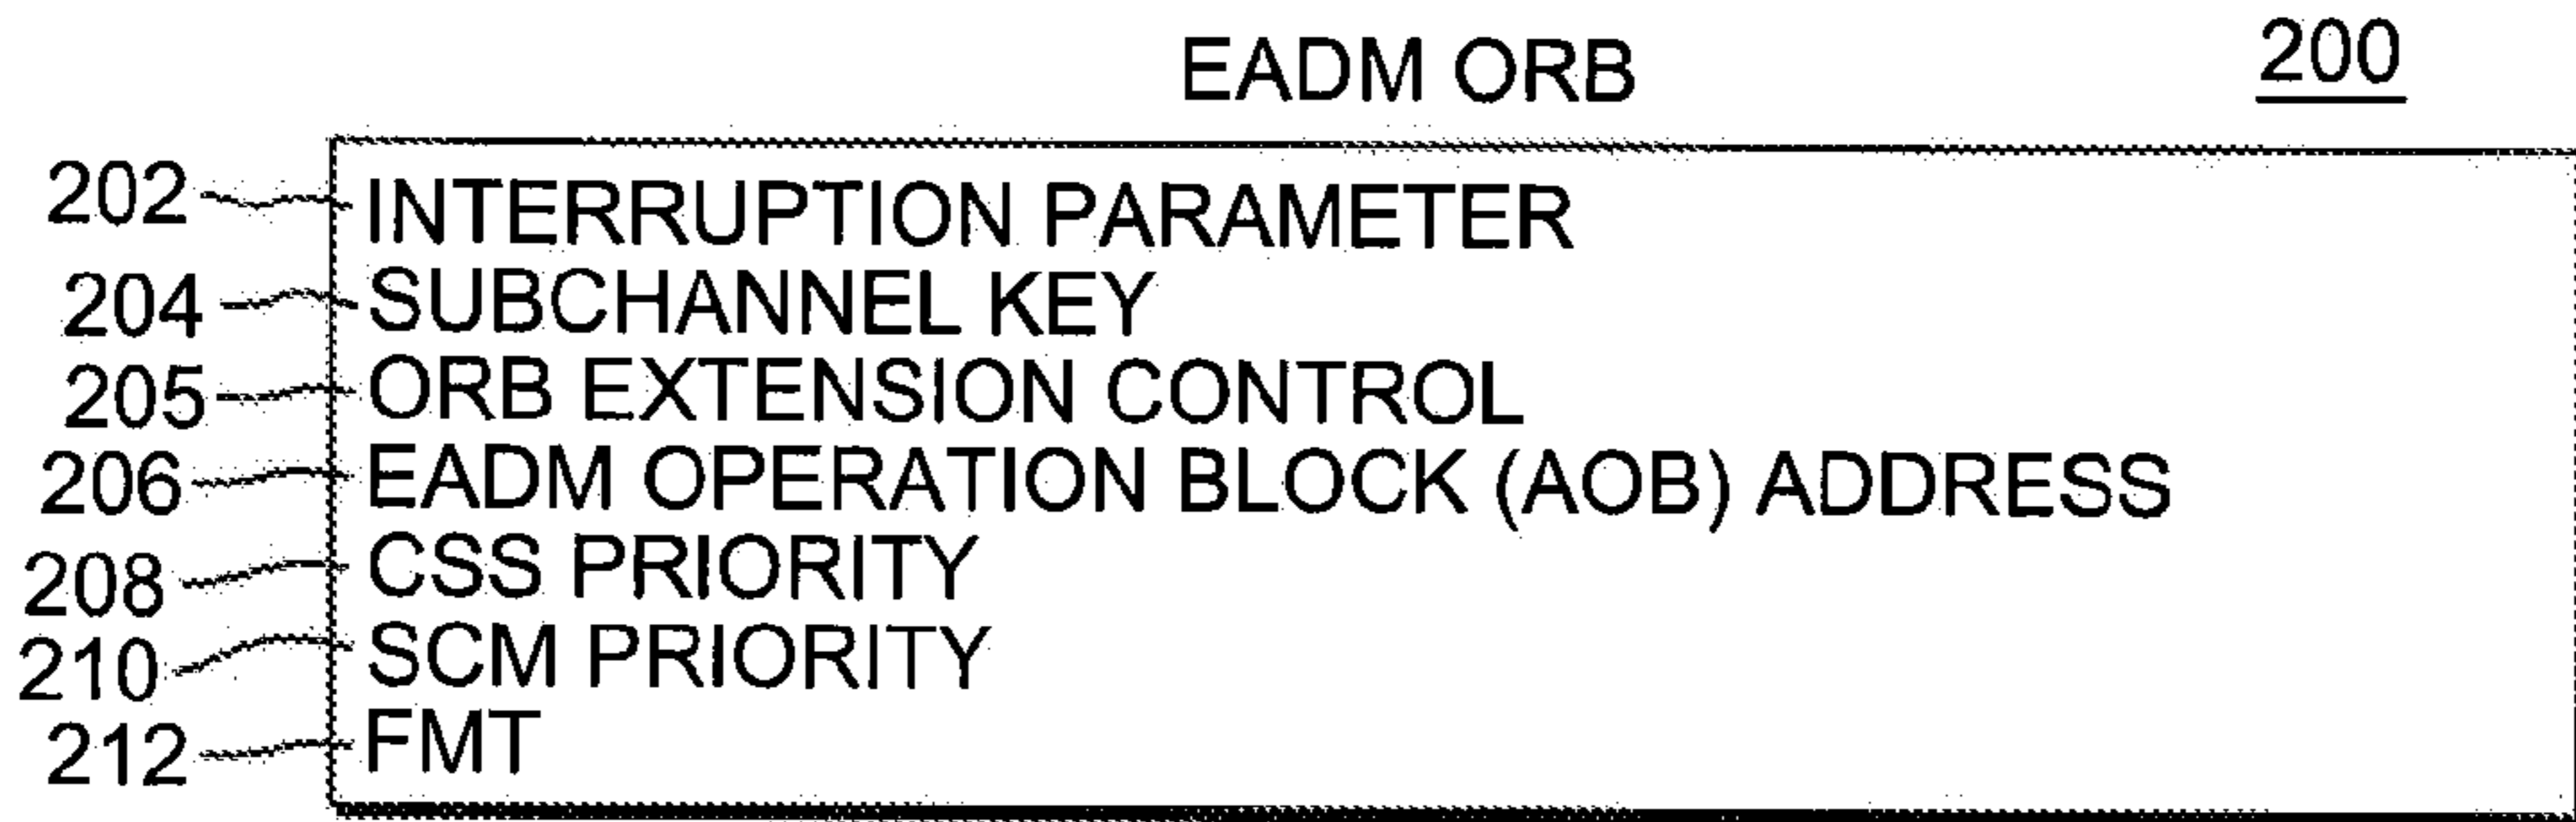 EADM ORB 200
202 INTERRUPTION PARAMETER
204 SUBCHANNEL KEY
205 ORB EXTENSION CONTROL
206 EADM OPERATION BLOCK (AOB) ADDRESS
208 CSS PRIORITY
210 SCM PRIORITY
212 FMT